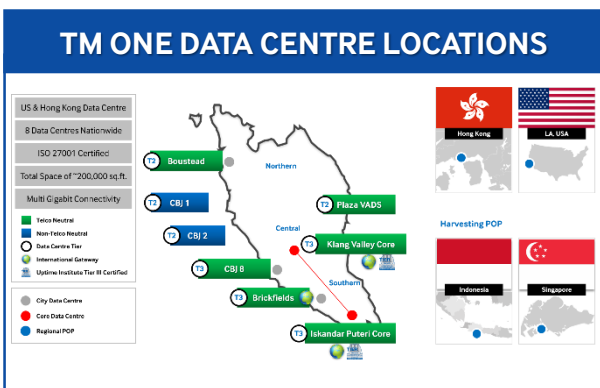 TM ONE DATA CENTRE LOCATIONS
US & Hong Kong Data Centre
8 Data Centres Nationwide
ISO 27001 Certified
Total Space of ~200,000 sq.ft.
Multi Gigabit Connectivity
Telco Neutral
Non-Telco Neutral
Data Centre Tier
International Gateway
Uptime Institute Tier III Certified
City Data Centre
Core Data Centre
Regional POP
T2 Boustead
Northern
T2 CBJ 1
T2 Plaza VADS
T2 CBJ 2
Central
T3 Klang Valley Core
T3 CBJ 8
Southern
T3 Brickfields
T3 Iskandar Puteri Core
Hong Kong
LA, USA
Harvesting POP
Indonesia
Singapore